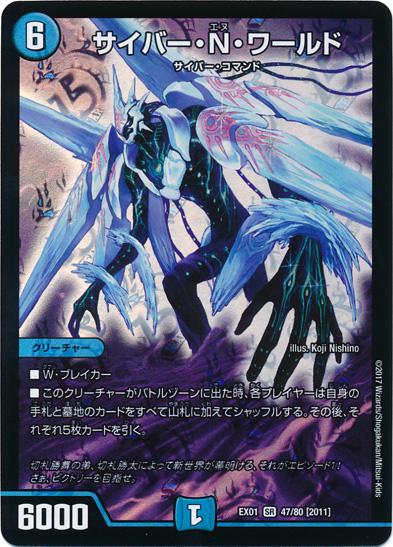 6
サイバー・N・ワールド
エヌ
サイバー・コマンド
illus. Koji Nishino
クリーチャー
■W・ブレイカー
■このクリーチャーがバトルゾーンに出た時、各プレイヤーは自身の
手札と墓地のカードをすべて山札に加えてシャッフルする。その後、そ
れぞれ5枚カードを引く。
切札勝舞の弟、切札勝太によって新世界が幕明ける、それがエピソード1!
さぁ、ビクトリーを目指せ。
©2017 Wizards/Shogakukan/Mitsui-Kids
6000
1
EX01 SR 47/80 [2011]